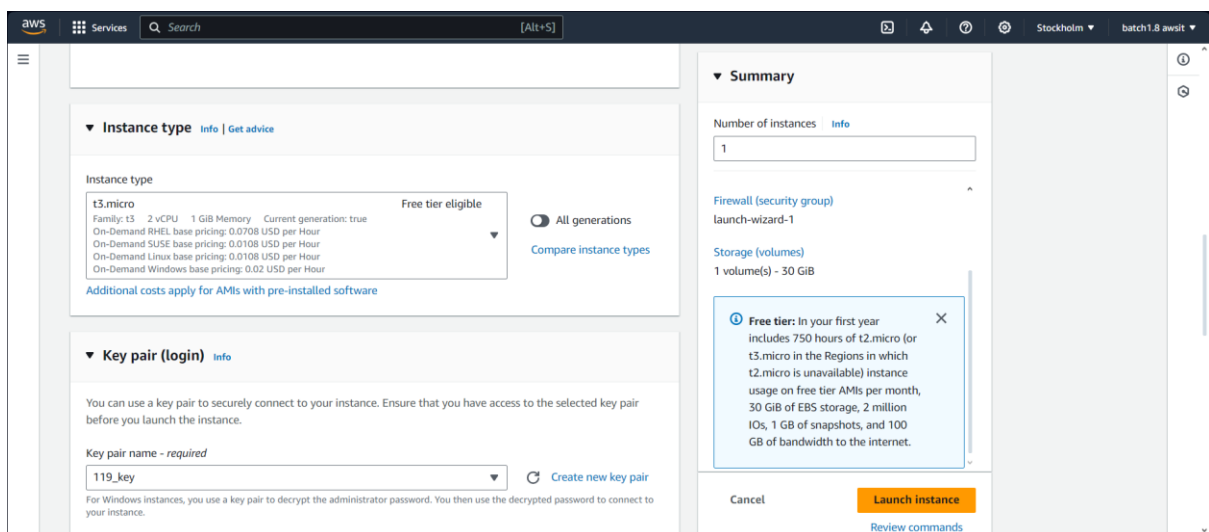 aws
Services
Search
[Alt+S]
Stockholm
batch1.8 awsit
Instance type Info | Get advice
Instance type
t3.micro Free tier eligible
Family: t3 2 vCPU 1 GiB Memory Current generation: true
On-Demand RHEL base pricing: 0.0708 USD per Hour
On-Demand SUSE base pricing: 0.0108 USD per Hour
On-Demand Linux base pricing: 0.0108 USD per Hour
On-Demand Windows base pricing: 0.02 USD per Hour
All generations
Compare instance types
Additional costs apply for AMIs with pre-installed software
Key pair (login) Info
You can use a key pair to securely connect to your instance. Ensure that you have access to the selected key pair
before you launch the instance.
Key pair name - required
119_key
Create new key pair
For Windows instances, you use a key pair to decrypt the administrator password. You then use the decrypted password to connect to
your instance.
Summary
Number of instances Info
1
Firewall (security group)
launch-wizard-1
Storage (volumes)
1 volume(s) - 30 GiB
Free tier: In your first year
includes 750 hours of t2.micro (or
t3.micro in the Regions in which
t2.micro is unavailable) instance
usage on free tier AMIs per month,
30 GiB of EBS storage, 2 million
IOs, 1 GB of snapshots, and 100
GB of bandwidth to the internet.
Cancel
Launch instance
Review commands